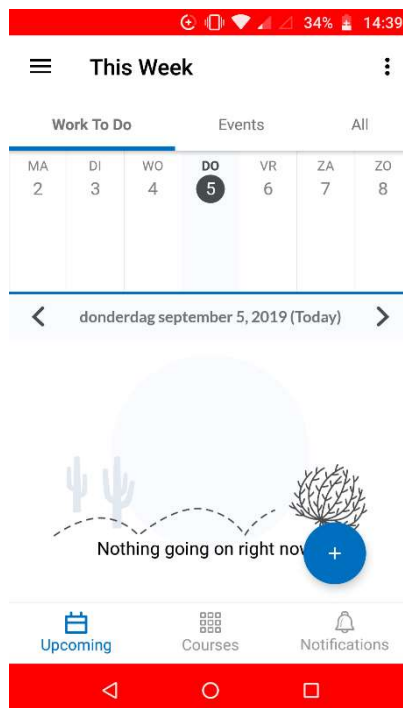 34% 14:39
This Week
Work To Do Events All
MA DI WO DO VR ZA ZO
2 3 4 5 6 7 8
donderdag september 5, 2019 (Today)
Nothing going on right now
+
Upcoming Courses Notifications